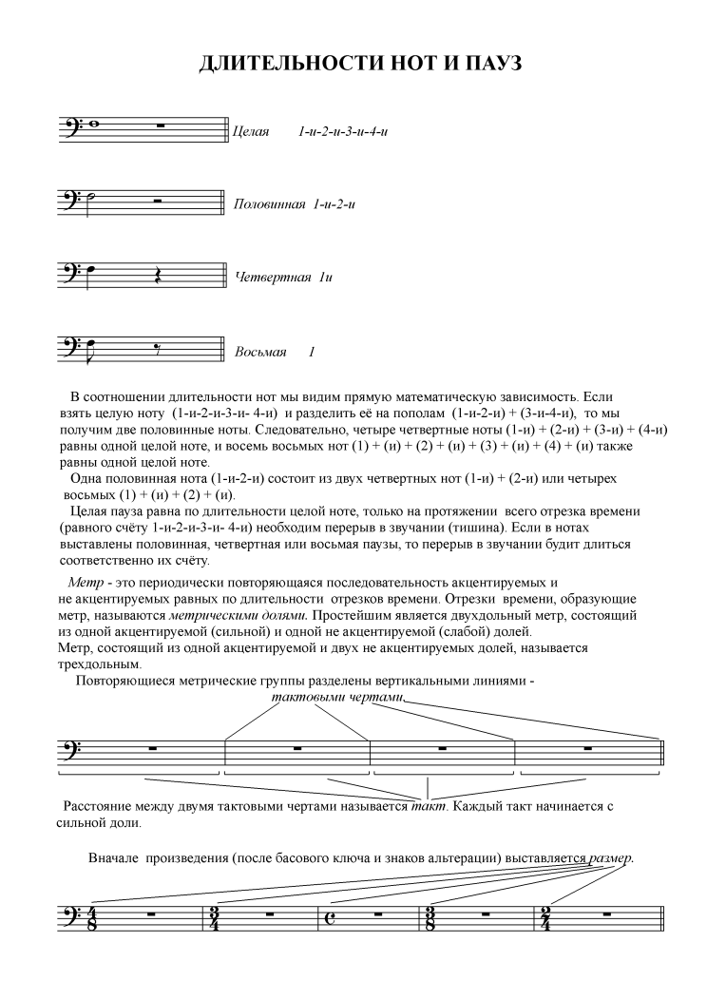 ДЛИТЕЛЬНОСТИ НОТ И ПАУЗ
Целая 1-и-2-и-3-и-4-и
Половинная 1-и-2-и
Четвертная 1и
Восьмая 1
В соотношении длительности нот мы видим прямую математическую зависимость. Если
взять целую ноту (1-и-2-и-3-и- 4-и) и разделить её на пополам (1-и-2-и) + (3-и-4-и), то мы
получим две половинные ноты. Следовательно, четыре четвертные ноты (1-и) + (2-и) + (3-и) + (4-и)
равны одной целой ноте, и восемь восьмых нот (1) + (и) + (2) + (и) + (3) + (и) + (4) + (и) также
равны одной целой ноте.
Одна половинная нота (1-и-2-и) состоит из двух четвертных нот (1-и) + (2-и) или четырех
восьмых (1) + (и) + (2) + (и).
Целая пауза равна по длительности целой ноте, только на протяжении всего отрезка времени
(равного счёту 1-и-2-и-3-и- 4-и) необходим перерыв в звучании (тишина). Если в нотах
выставлены половинная, четвертная или восьмая паузы, то перерыв в звучании будит длиться
соответственно их счёту.
Метр - это периодически повторяющаяся последовательность акцентируемых и
не акцентируемых равных по длительности отрезков времени. Отрезки времени, образующие
метр, называются метрическими долями. Простейшим является двухдольный метр, состоящий
из одной акцентируемой (сильной) и одной не акцентируемой (слабой) долей.
Метр, состоящий из одной акцентируемой и двух не акцентируемых долей, называется
трехдольным.
Повторяющиеся метрические группы разделены вертикальными линиями -
тактовыми чертами.
Расстояние между двумя тактовыми чертами называется такт. Каждый такт начинается с
сильной доли.
Вначале произведения (после басового ключа и знаков альтерации) выставляется размер.
4 3 3 2
8 4 8 4